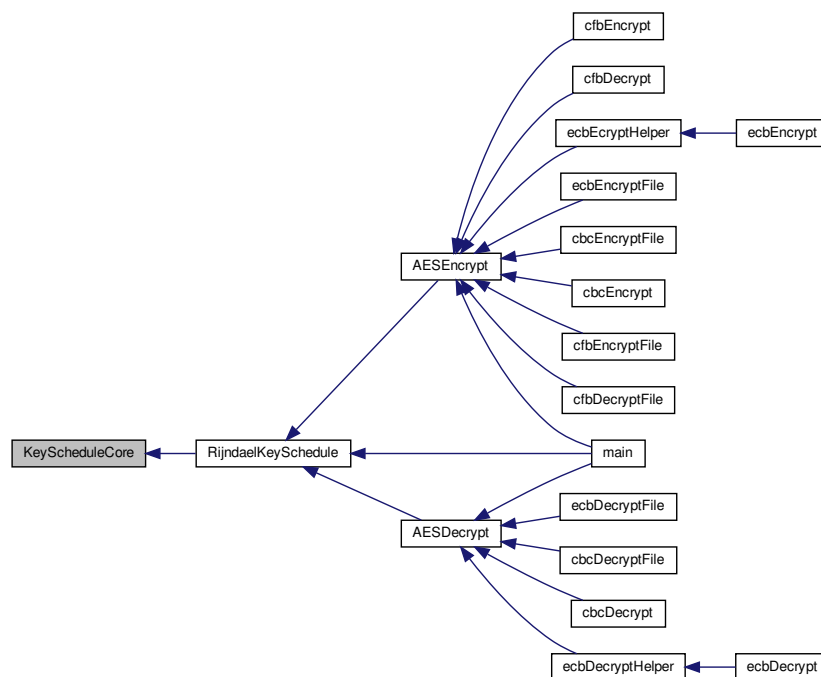 cfbEncrypt
cfbDecrypt
ecbEcryptHelper
ecbEncrypt
ecbEncryptFile
cbcEncryptFile
AESEncrypt
cbcEncrypt
cfbEncryptFile
cfbDecryptFile
KeyScheduleCore
RijndaelKeySchedule
main
ecbDecryptFile
AESDecrypt
cbcDecryptFile
cbcDecrypt
ecbDecryptHelper
ecbDecrypt